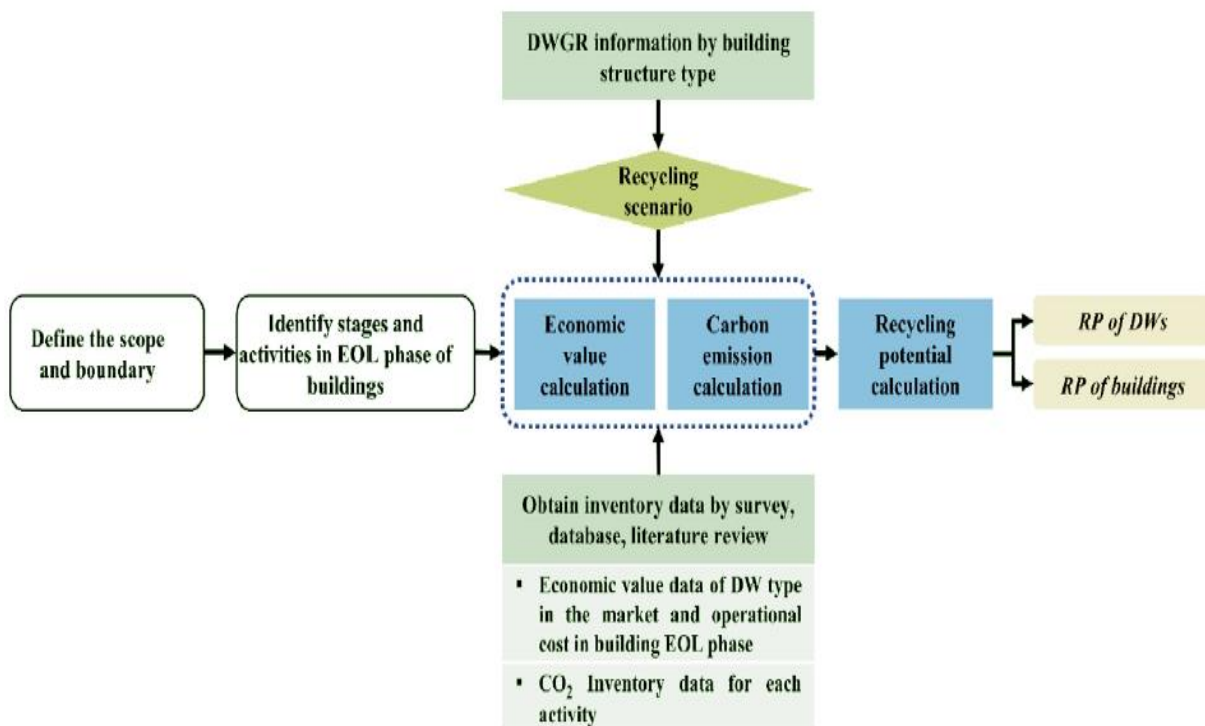 DWGR information by building
structure type
Recycling
scenario
Define the scope
and boundary
Identify stages and
activities in EOL phase of
buildings
Economic
value
calculation
Carbon
emission
calculation
Recycling
potential
calculation
RP of DWs
RP of buildings
Obtain inventory data by survey,
database, literature review
▪ Economic value data of DW type
in the market and operational
cost in building EOL phase
▪ CO₂ Inventory data for each
activity